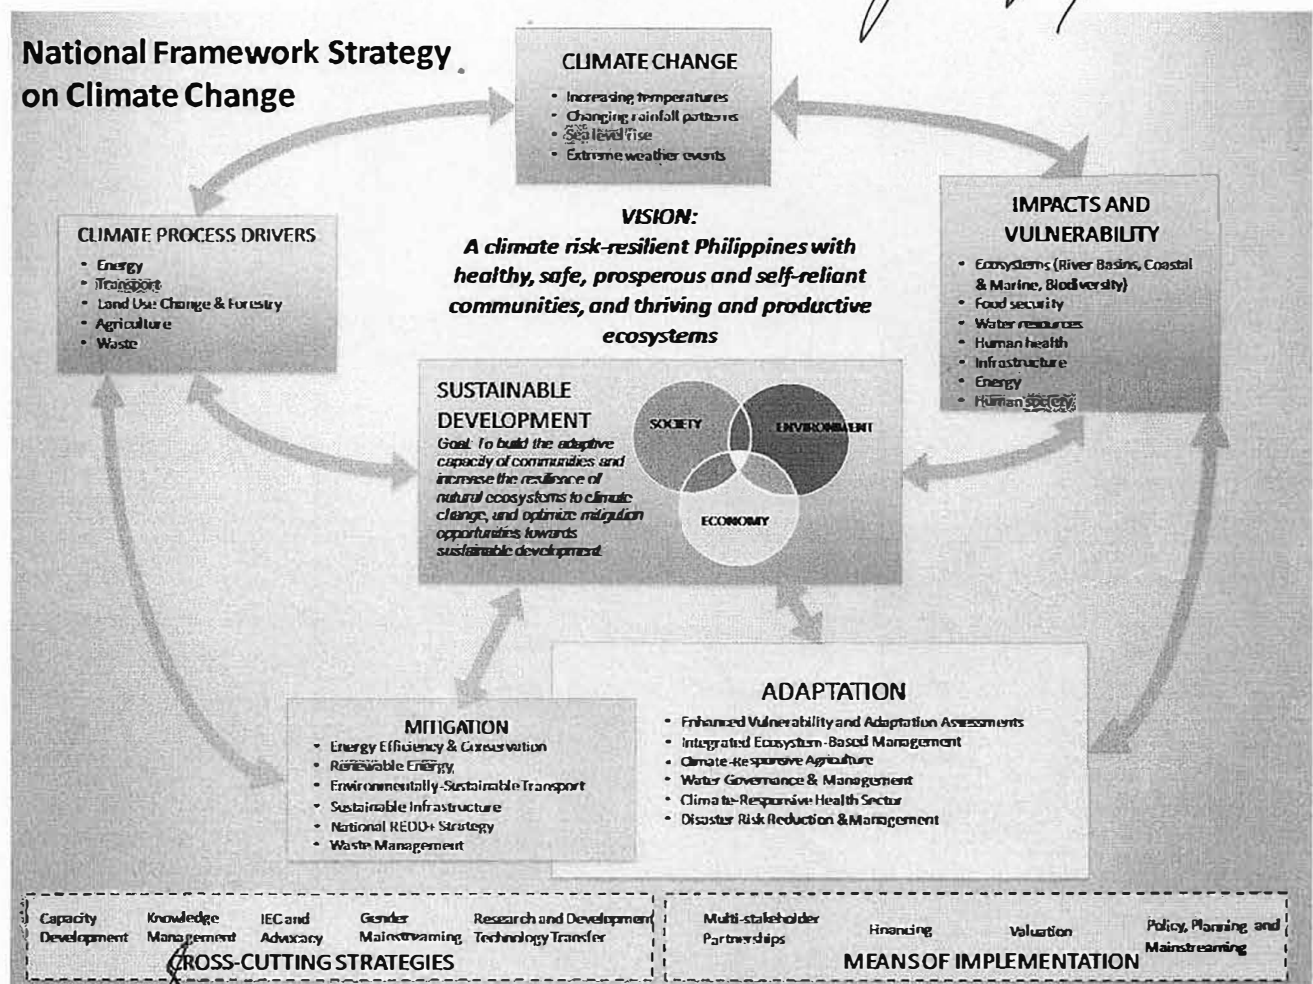 National Framework Strategy
on Climate Change
CLIMATE CHANGE
• Increasing temperatures
• Changing rainfall patterns
• Sea level rise
• Extreme weather events
CLIMATE PROCESS DRIVERS
• Energy
• Transport
• Land Use Change & Forestry
• Agriculture
• Waste
VISION:
A climate risk-resilient Philippines with
healthy, safe, prosperous and self-reliant
communities, and thriving and productive
ecosystems
IMPACTS AND
VULNERABILITY
• Ecosystems (River Basins, Coastal
& Marine, Biodiversity)
• Food security
• Water resources
• Human health
• Infrastructure
• Energy
• Human society
SUSTAINABLE
DEVELOPMENT
Goal: To build the adaptive
capacity of communities and
increase the resilience of
natural ecosystems to climate
change, and optimize mitigation
opportunities towards
sustainable development
SOCIETY
ENVIRONMENT
ECONOMY
MITIGATION
• Energy Efficiency & Conservation
• Renewable Energy
• Environmentally-Sustainable Transport
• Sustainable Infrastructure
• National REDD+ Strategy
• Waste Management
ADAPTATION
• Enhanced Vulnerability and Adaptation Assessments
• Integrated Ecosystem-Based Management
• Climate-Responsive Agriculture
• Water Governance & Management
• Climate-Responsive Health Sector
• Disaster Risk Reduction & Management
Capacity
Development
Knowledge
Management
IEC and
Advocacy
Gender
Mainstreaming
Research and Development
Technology Transfer
CROSS-CUTTING STRATEGIES
Multi-stakeholder
Partnerships
Financing
Valuation
Policy, Planning and
Mainstreaming
MEANS OF IMPLEMENTATION